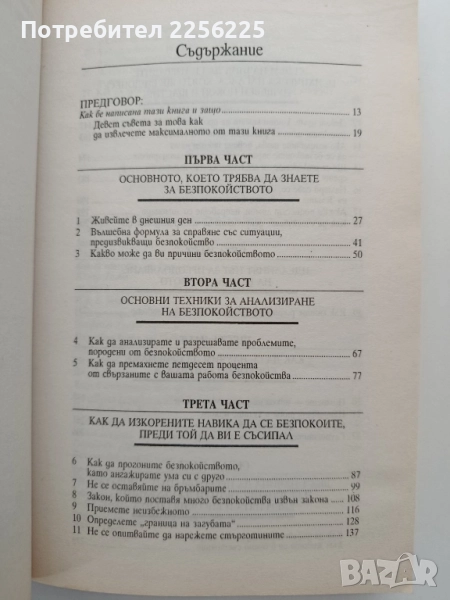 Потребителски дневник
Съдържание
ПРЕДГОВОР:
Как бе написана тази книга и защо 13
Девет съвета за това как
да извлечете максималното от тази книга 19
ПЪРВА ЧАСТ
ОСНОВНОТО, КОЕТО ТРЯБВА ДА ЗНАЕТЕ
ЗА БЕЗПОКОЙСТВОТО
1 Живейте в днешния ден 27
2 Вълшебна формула за справяне със ситуации,
предизвикващи безпокойство 41
3 Какво може да ви причини безпокойството 50
ВТОРА ЧАСТ
ОСНОВНИ ТЕХНИКИ ЗА АНАЛИЗИРАНЕ
НА БЕЗПОКОЙСТВОТО
4 Как да анализирате и разрешавате проблемите,
породени от безпокойството 67
5 Как да премахнете петдесет процента
от свързаните с вашата работа безпокойства 77
ТРЕТА ЧАСТ
КАК ДА ИЗКОРЕНИТЕ НАВИКА ДА СЕ БЕЗПОКОИТЕ,
ПРЕДИ ТОЙ ДА ВИ Е СЪСИПАЛ
6 Как да прогоните безпокойството,
като ангажирате ума си с друго 87
7 Не се оставяйте на бръмбарите 99
8 Закон, който поставя много безпокойства извън закона 108
9 Приемете неизбежното 116
10 Определете „граница на загубата“ 128
11 Не се опитвайте да нарежете стърготините 137
BAZAR.bg